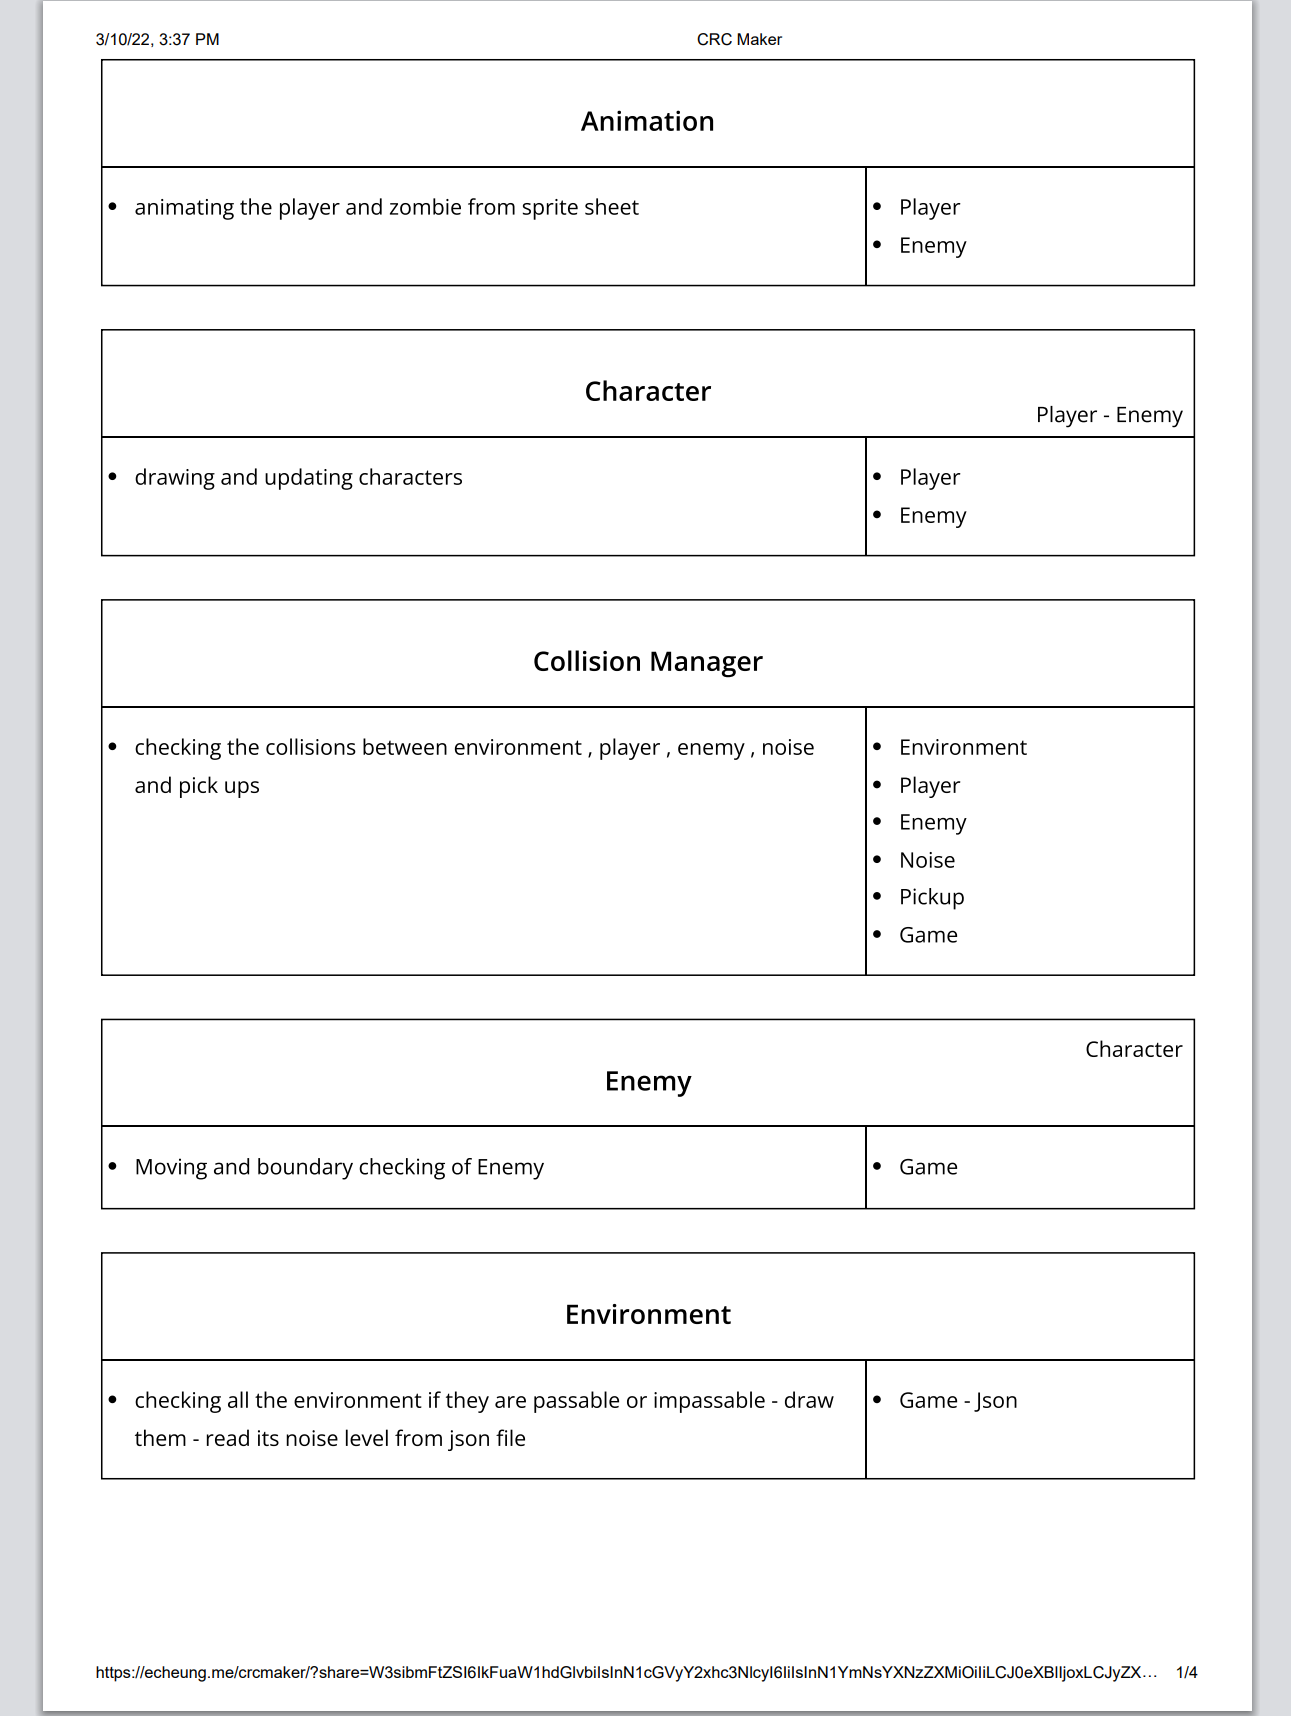 3/10/22, 3:37 PM
CRC Maker
Animation
• animating the player and zombie from sprite sheet
• Player
• Enemy
Character
Player - Enemy
• drawing and updating characters
• Player
• Enemy
Collision Manager
• checking the collisions between environment , player , enemy , noise
and pick ups
• Environment
• Player
• Enemy
• Noise
• Pickup
• Game
Character
Enemy
• Moving and boundary checking of Enemy
• Game
Environment
• checking all the environment if they are passable or impassable - draw
them - read its noise level from json file
• Game - Json
https://echeung.me/crcmaker/?share=W3sibmFtZSI6IkFuaW1hdGlvbiIsInN1cGVyY2xhc3NlcyI6IiIsInN1YmNsYXNzZXMiOiIiLCJ0eXBlIjoxLCJyZX…
1/4